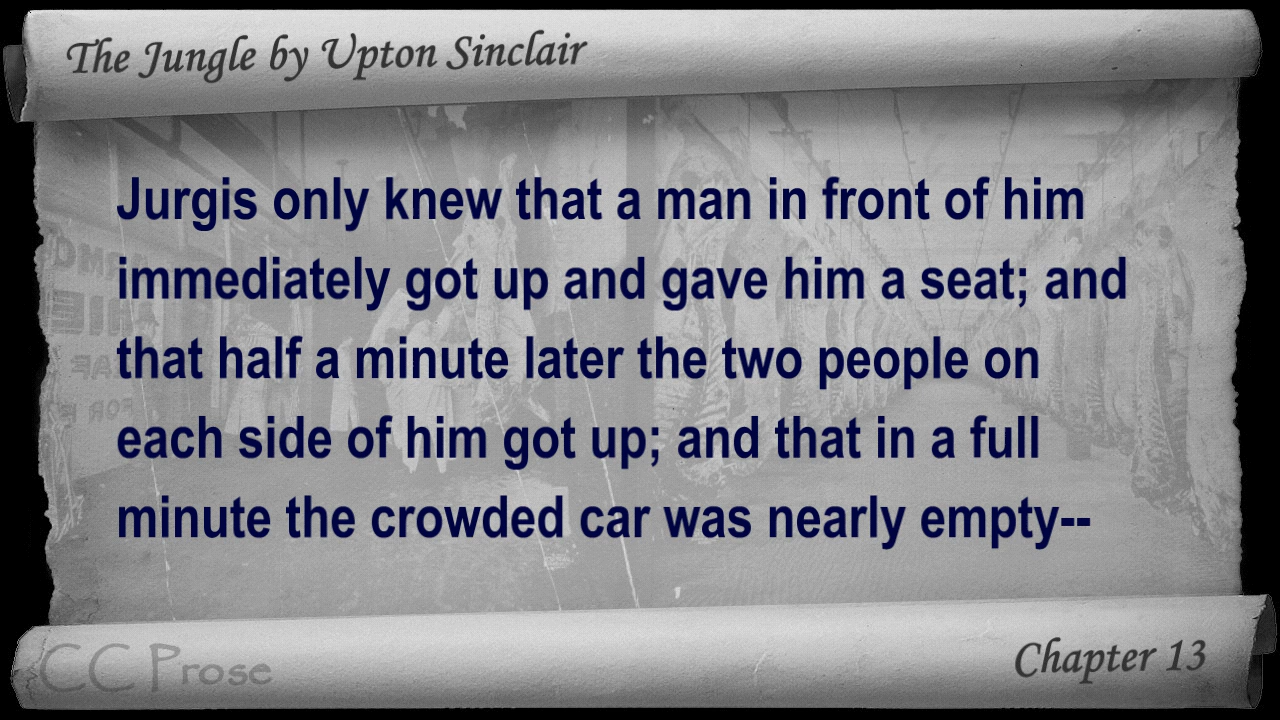 The Jungle by Upton Sinclair
Jurgis only knew that a man in front of him
immediately got up and gave him a seat; and
that half a minute later the two people on
each side of him got up; and that in a full
minute the crowded car was nearly empty--
CC Prose
Chapter 13